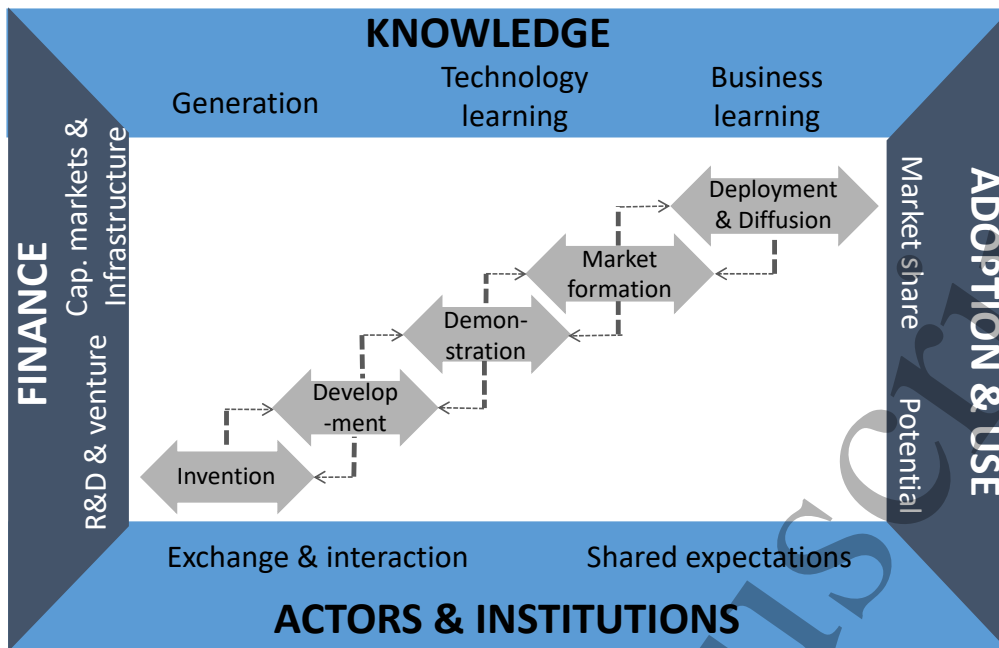 KNOWLEDGE
Generation
Technology
learning
Business
learning
FINANCE
Cap. markets &
Infrastructure
R&D & venture
Deployment
& Diffusion
Market
formation
Demon-
stration
Develop
-ment
Invention
Market share
Potential
ADOPTION & USE
Exchange & interaction
Shared expectations
ACTORS & INSTITUTIONS